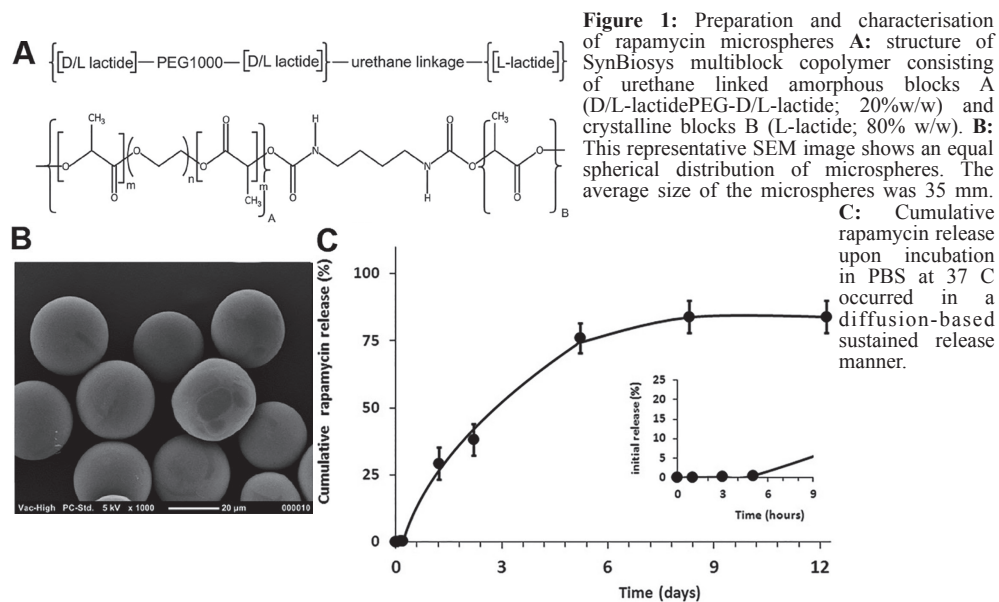 Figure 1: Preparation and characterisation
of rapamycin microspheres A: structure of
SynBiosys multiblock copolymer consisting
of urethane linked amorphous blocks A
(D/L-lactidePEG-D/L-lactide; 20%w/w) and
crystalline blocks B (L-lactide; 80% w/w). B:
This representative SEM image shows an equal
spherical distribution of microspheres. The
average size of the microspheres was 35 mm.
C: Cumulative
rapamycin release
upon incubation
in PBS at 37 C
occurred in a
diffusion-based
sustained release
manner.
A
[D/L lactide]—PEG1000—[D/L lactide]—urethane linkage—[L-lactide]
CH3 O O H O CH3
O O O O O N N O O O
m n m
O CH3 O H O
A B
B
Vac-High PC-Std. 5 kV x 1000 20 µm 000010
C
Cumulative rapamycin release (%)
100
75
50
25
0
0 3 6 9 12
Time (days)
initial release (%)
25
20
15
10
5
0
0 3 6 9
Time (hours)